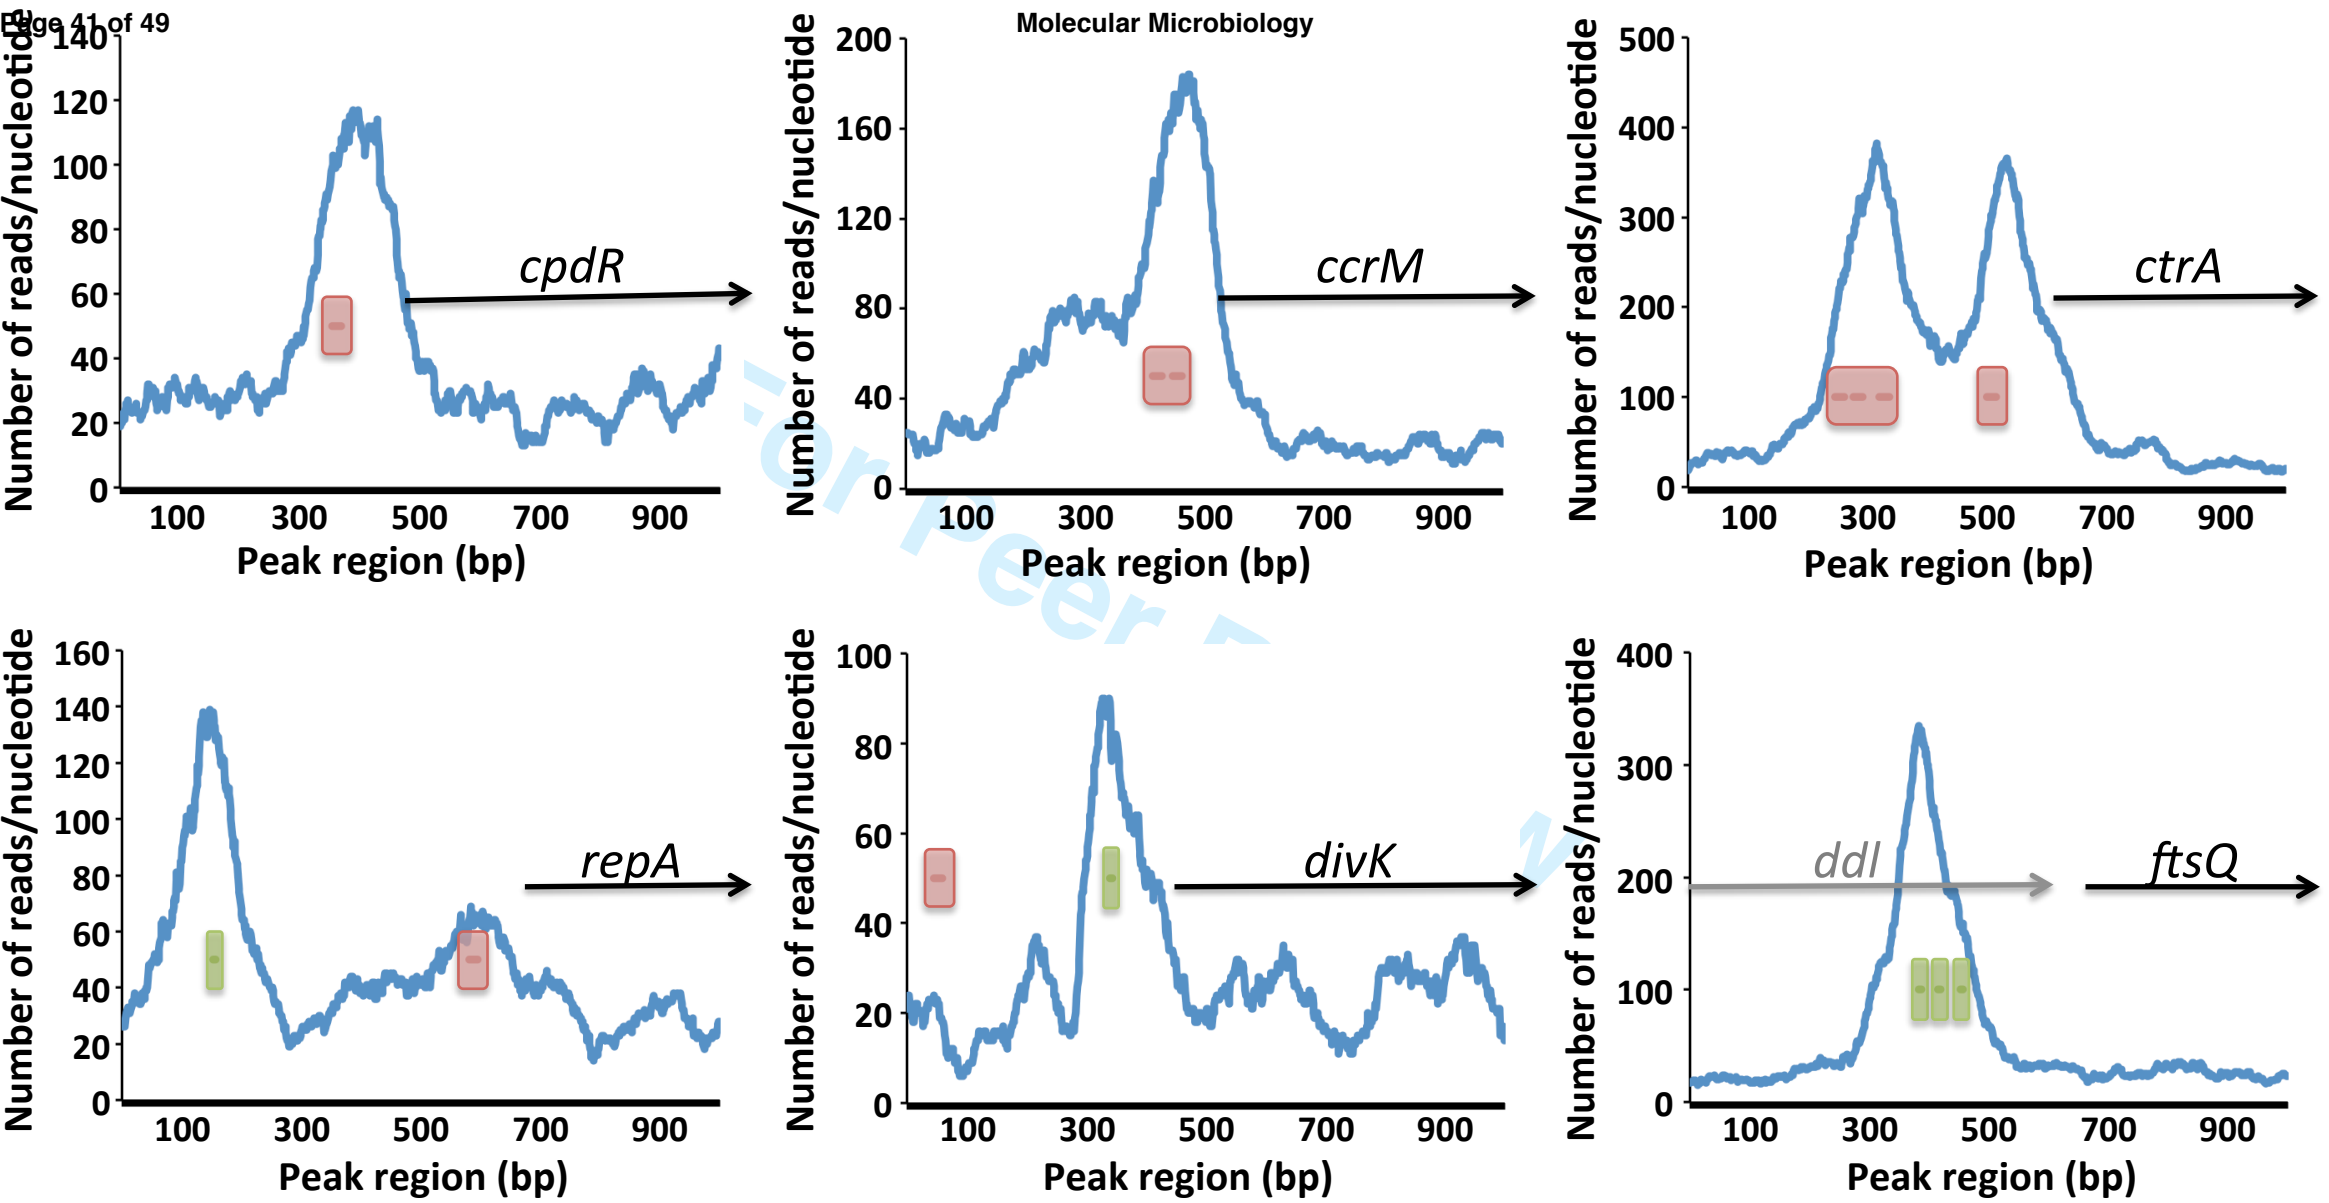 Page 41 of 49
Molecular Microbiology
Number of reads/nucleotide
140
120
100
80
60
40
20
0
cpdR
100 300 500 700 900
Peak region (bp)
Number of reads/nucleotide
200
160
120
80
40
0
ccrM
100 300 500 700 900
Peak region (bp)
Number of reads/nucleotide
500
400
300
200
100
0
ctrA
100 300 500 700 900
Peak region (bp)
For Peer
Number of reads/nucleotide
160
140
120
100
80
60
40
20
0
repA
100 300 500 700 900
Peak region (bp)
Number of reads/nucleotide
100
80
60
40
20
0
divK
100 300 500 700 900
Peak region (bp)
Number of reads/nucleotide
400
300
200
100
0
ddl
ftsQ
100 300 500 700 900
Peak region (bp)